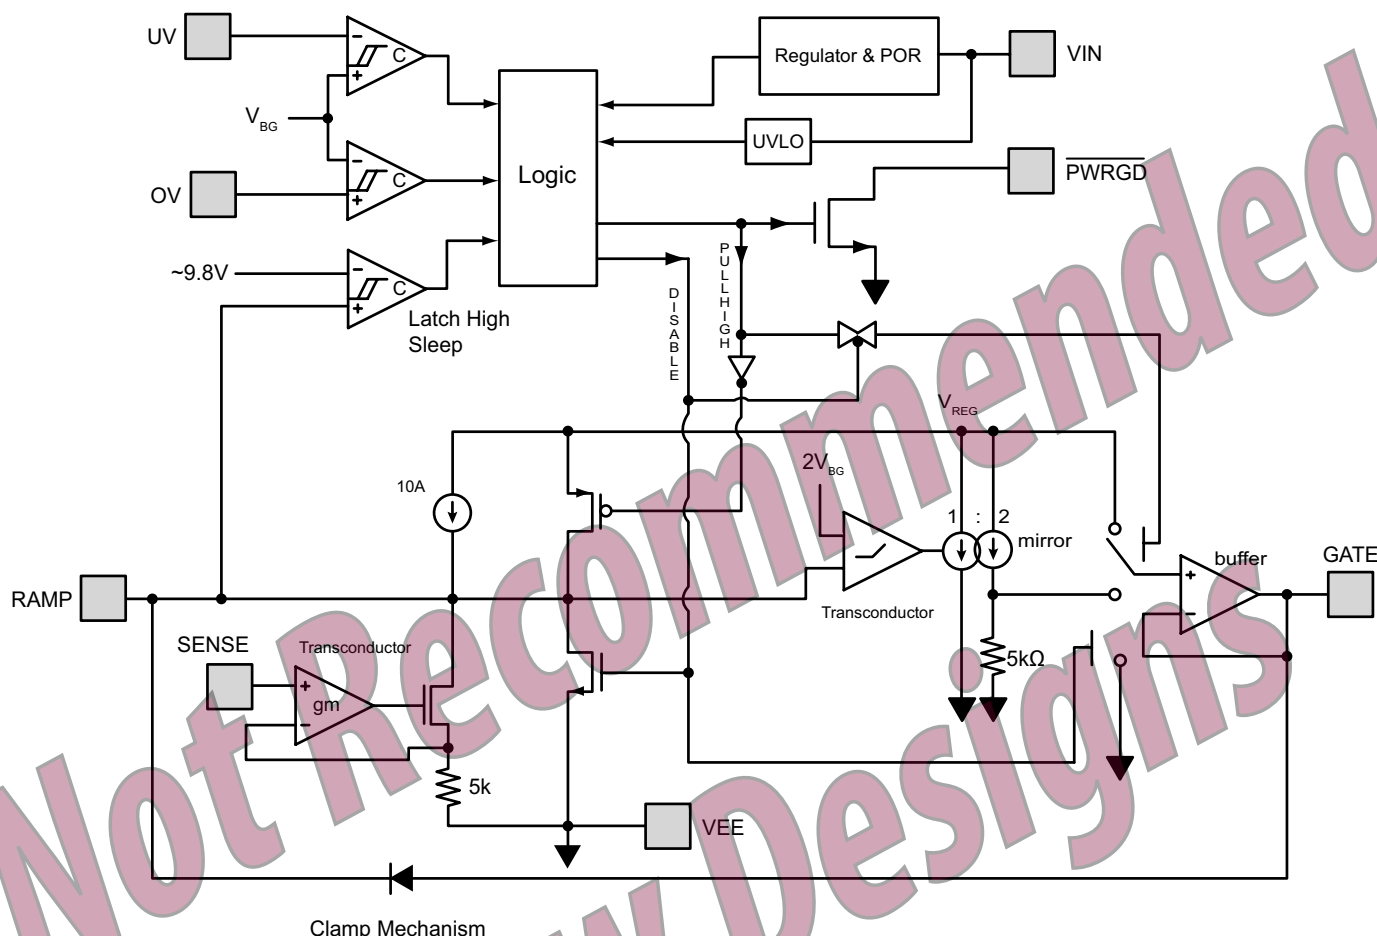 UV
C
Regulator & POR
VIN
V BG
UVLO
Logic
PWRGD
OV
C
~9.8V
C
Latch High
Sleep
PULLHIGH
DISABLE
V REG
10A
2V BG
1 : 2
mirror
buffer
GATE
RAMP
Transconductor
SENSE
Transconductor
gm
5kΩ
5k
VEE
Clamp Mechanism
Not Recommended
w Designs